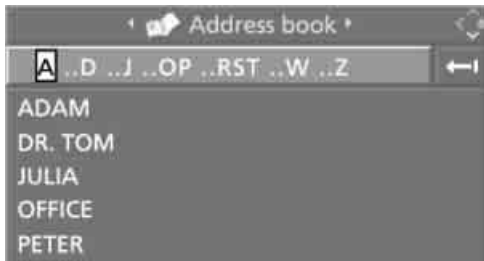 Address book
A ..D ..J ..OP ..RST ..W ..Z
ADAM
DR. TOM
JULIA
OFFICE
PETER